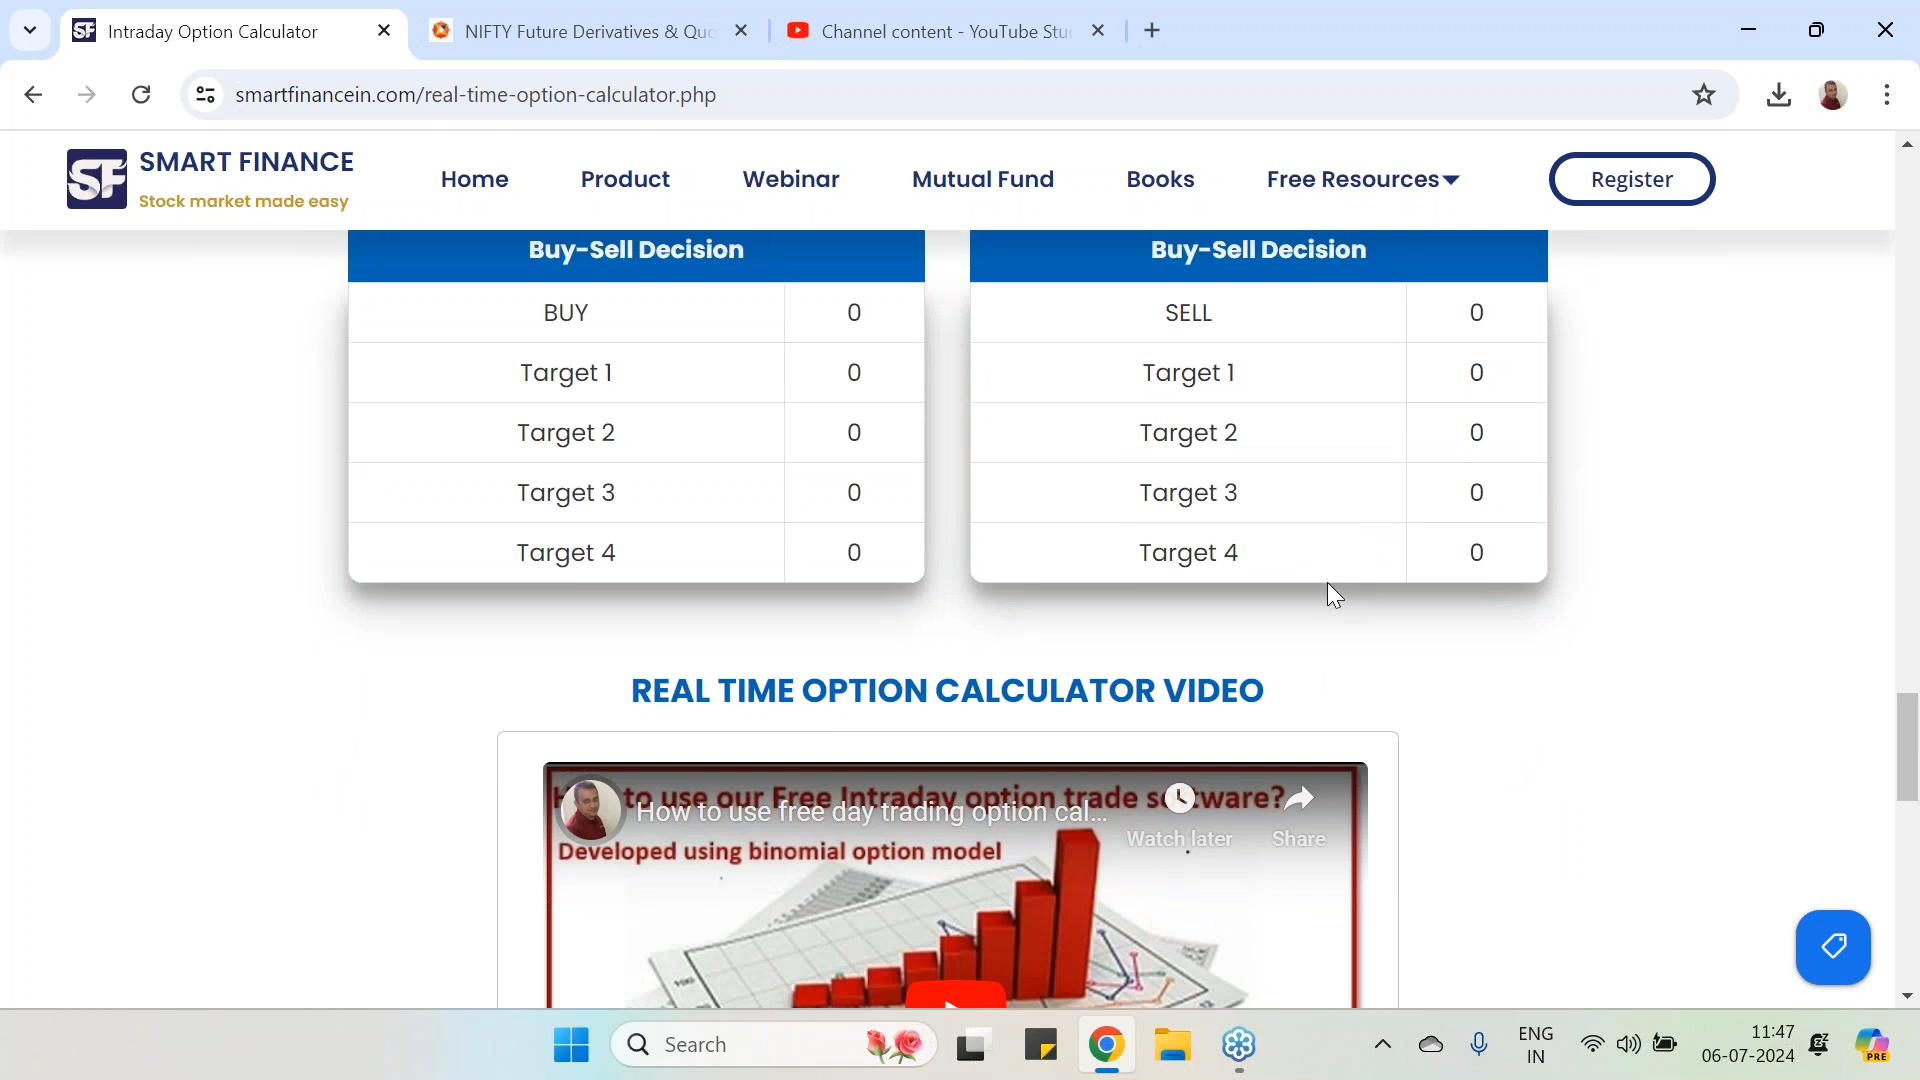 Intraday Option Calculator
NIFTY Future Derivatives & Quo
Channel content - YouTube Stu
smartfinancein.com/real-time-option-calculator.php
SF
SMART FINANCE
Stock market made easy
Home
Product
Webinar
Mutual Fund
Books
Free Resources
Register
Buy-Sell Decision
BUY 0
Target 1 0
Target 2 0
Target 3 0
Target 4 0
Buy-Sell Decision
SELL 0
Target 1 0
Target 2 0
Target 3 0
Target 4 0
REAL TIME OPTION CALCULATOR VIDEO
to use our Free Intraday option trade
How to use free day trading option cal...
Watch later
Share
Developed using binomial option model
100
Search
ENG
IN
11:47
06-07-2024
PRE